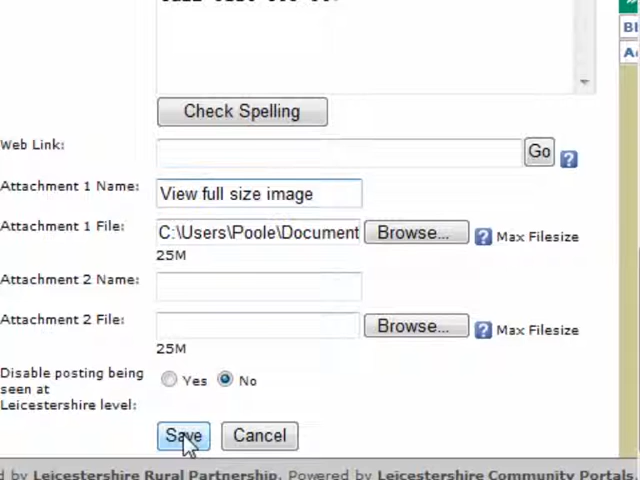 Bl
Check Spelling
Web Link:
Go
?
Attachment 1 Name:
View full size image
Attachment 1 File:
C:\Users\Poole\Document
Browse...
? Max Filesize
25M
Attachment 2 Name:
Attachment 2 File:
Browse...
? Max Filesize
25M
Disable posting being
seen at
Leicestershire level:
Yes
No
Save
Cancel
d by Leicestershire Rural Partnership. Powered by Leicestershire Community Portals.